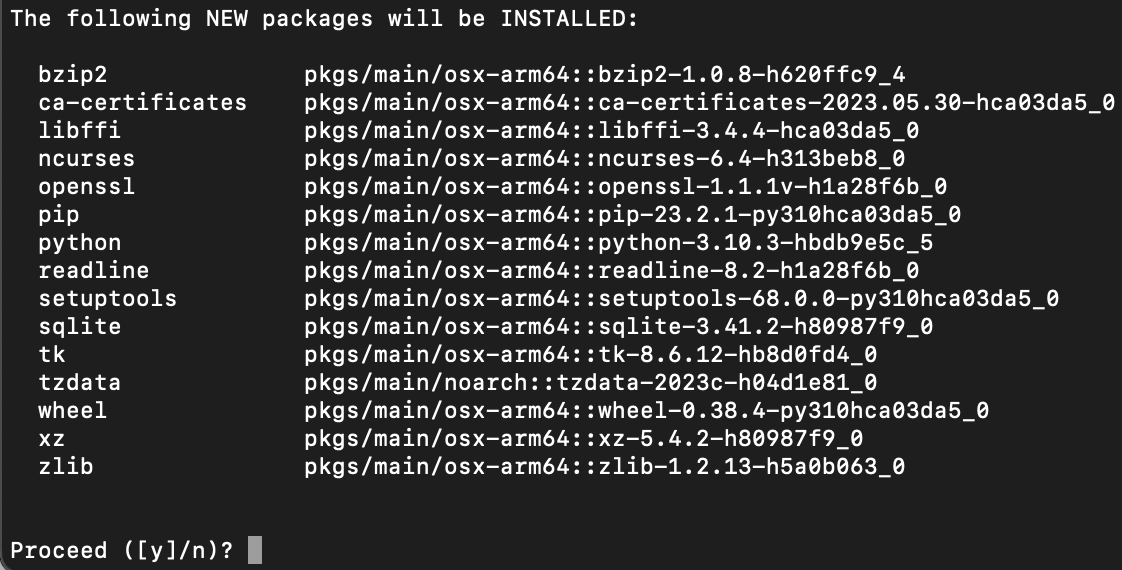 The following NEW packages will be INSTALLED:
bzip2 pkgs/main/osx-arm64::bzip2-1.0.8-h620ffc9_4
ca-certificates pkgs/main/osx-arm64::ca-certificates-2023.05.30-hca03da5_0
libffi pkgs/main/osx-arm64::libffi-3.4.4-hca03da5_0
ncurses pkgs/main/osx-arm64::ncurses-6.4-h313beb8_0
openssl pkgs/main/osx-arm64::openssl-1.1.1v-h1a28f6b_0
pip pkgs/main/osx-arm64::pip-23.2.1-py310hca03da5_0
python pkgs/main/osx-arm64::python-3.10.3-hbdb9e5c_5
readline pkgs/main/osx-arm64::readline-8.2-h1a28f6b_0
setuptools pkgs/main/osx-arm64::setuptools-68.0.0-py310hca03da5_0
sqlite pkgs/main/osx-arm64::sqlite-3.41.2-h80987f9_0
tk pkgs/main/osx-arm64::tk-8.6.12-hb8d0fd4_0
tzdata pkgs/main/noarch::tzdata-2023c-h04d1e81_0
wheel pkgs/main/osx-arm64::wheel-0.38.4-py310hca03da5_0
xz pkgs/main/osx-arm64::xz-5.4.2-h80987f9_0
zlib pkgs/main/osx-arm64::zlib-1.2.13-h5a0b063_0
Proceed ([y]/n)?